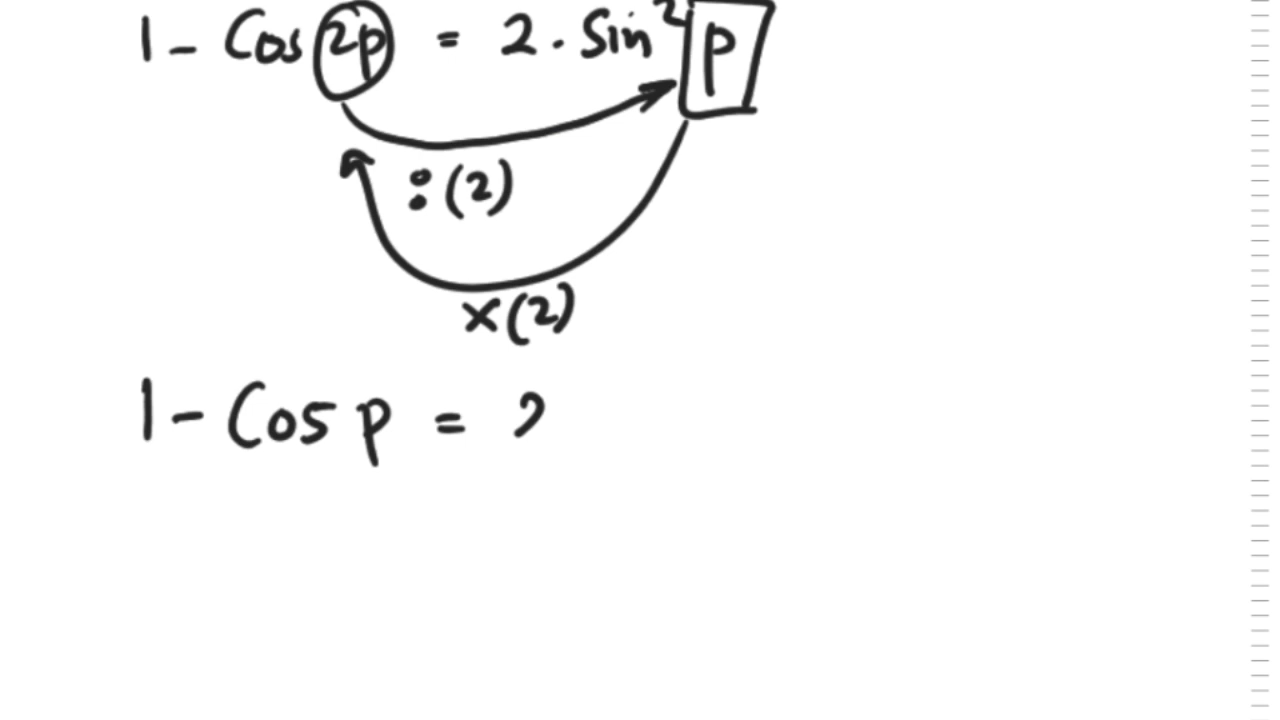 1 - Cos 2p = 2 . Sin² p
: (2)
x (2)
1 - Cos p =